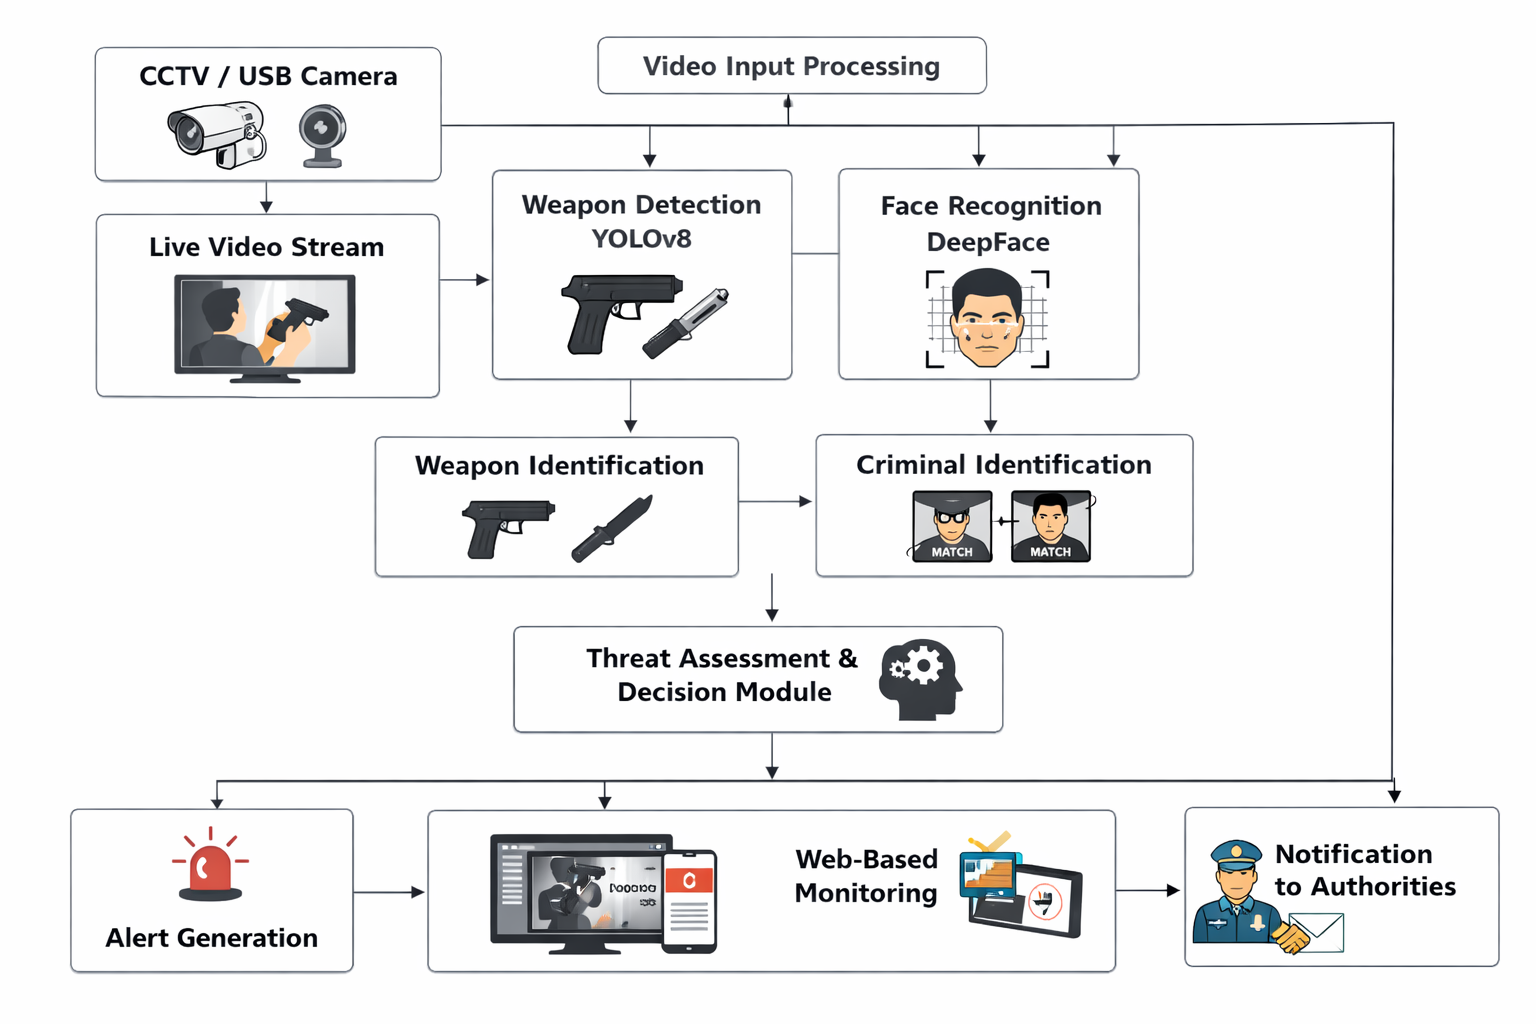 CCTV / USB Camera
Video Input Processing
Live Video Stream
Weapon Detection
YOLOv8
Face Recognition
DeepFace
Weapon Identification
Criminal Identification
MATCH
MATCH
Threat Assessment &
Decision Module
Alert Generation
Web-Based
Monitoring
Notification
to Authorities